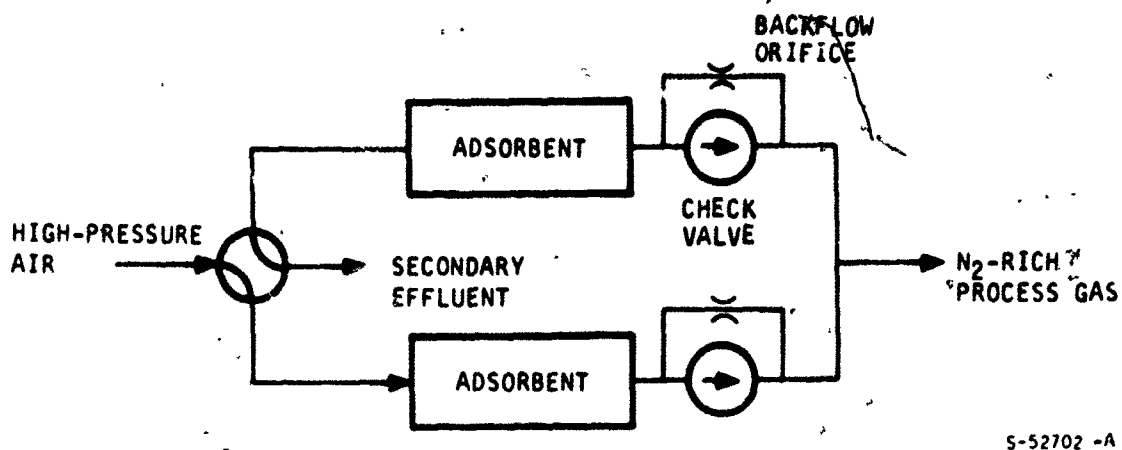 BACKFLOW
ORIFICE
ADSORBENT
CHECK
VALVE
HIGH-PRESSURE
AIR
SECONDARY
EFFLUENT
N₂-RICH
PROCESS GAS
ADSORBENT
S-52702 -A